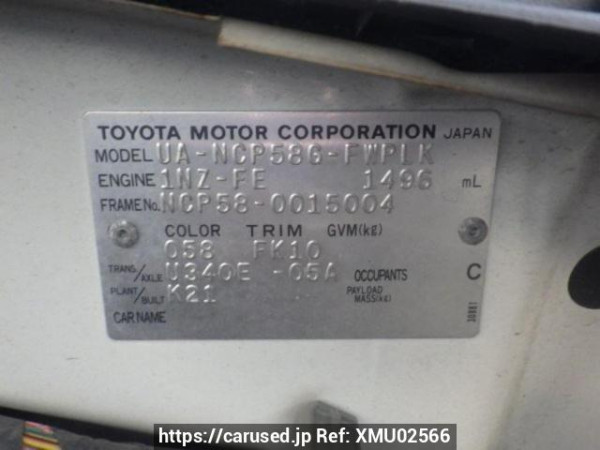 TOYOTA MOTOR CORPORATION JAPAN
MODEL UA-NCP58G-FWPLK
ENGINE 1NZ-FE 1496 mL
FRAME No. NCP58-0015004
COLOR TRIM GVM(kg)
058 FK10
TRANS./AXLE U340E -05A OCCUPANTS C
PLANT/BUILT K21 PAYLOAD MASS(kg)
CAR NAME
https://carused.jp Ref: XMU02566